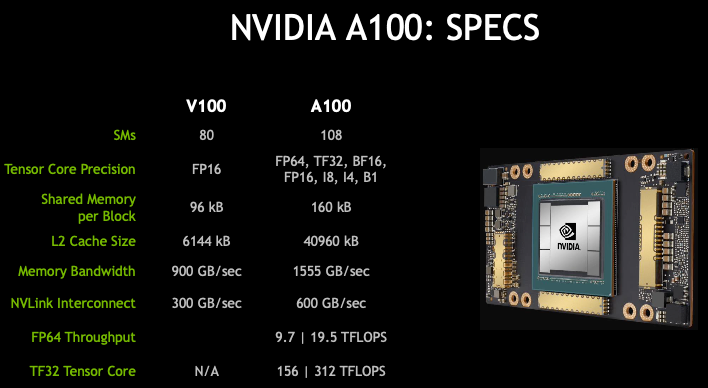 NVIDIA A100: SPECS
V100 A100
SMs 80 108
Tensor Core Precision FP16 FP64, TF32, BF16,
FP16, I8, I4, B1
Shared Memory
per Block 96 kB 160 kB
L2 Cache Size 6144 kB 40960 kB
Memory Bandwidth 900 GB/sec 1555 GB/sec
NVLink Interconnect 300 GB/sec 600 GB/sec
FP64 Throughput 9.7 | 19.5 TFLOPS
TF32 Tensor Core N/A 156 | 312 TFLOPS
NVIDIA.